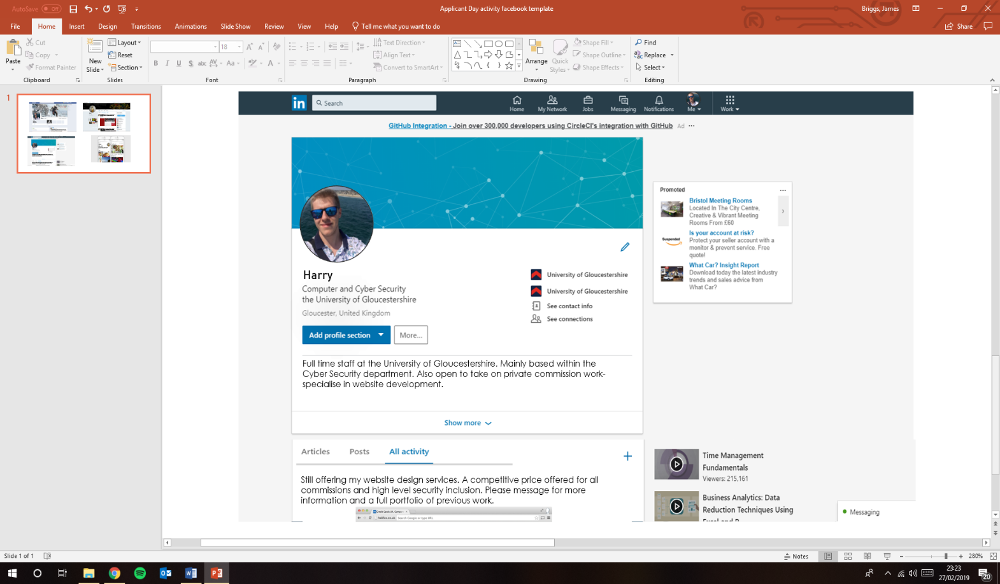 AutoSave Off
Applicant Day activity facebook template
Briggs, James
File Home Insert Design Transitions Animations Slide Show Review View Help Tell me what you want to do
Share
Paste
Cut
Copy
Format Painter
Clipboard
New
Slide
Layout
Reset
Section
Slides
18
B I U S abc AV Aa A
Font
Text Direction
Align Text
Convert to SmartArt
Paragraph
Arrange
Quick
Styles
Shape Fill
Shape Outline
Shape Effects
Drawing
Find
Replace
Select
Editing
1
in
Search
Home My Network Jobs Messaging Notifications Me Work
GitHub Integration - Join over 300,000 developers using CircleCI's integration with GitHub Ad ...
Harry
Computer and Cyber Security
the University of Gloucestershire
Gloucester, United Kingdom
Add profile section
More...
University of Gloucestershire
University of Gloucestershire
See contact info
See connections
Full time staff at the University of Gloucestershire. Mainly based within the
Cyber Security department. Also open to take on private commission work-
specialise in website development.
Show more
Promoted ...
Bristol Meeting Rooms
Located In The City Centre,
Creative & Vibrant Meeting
Rooms From £60
Suspended
Is your account at risk?
Protect your seller account with a
monitor & prevent service. Free
quote!
What Car? Insight Report
Download today the latest industry
trends and sales advice from
What Car?
Articles Posts All activity
Still offering my website design services. A competitive price offered for all
commissions and high level security inclusion. Please message for more
information and a full portfolio of previous work.
halifax.co.uk Search Google or type URL
Time Management
Fundamentals
Viewers: 215,161
Business Analytics: Data
Reduction Techniques Using
Excel and R
Messaging
Slide 1 of 1
Notes
280%
23:23
27/02/2019
20